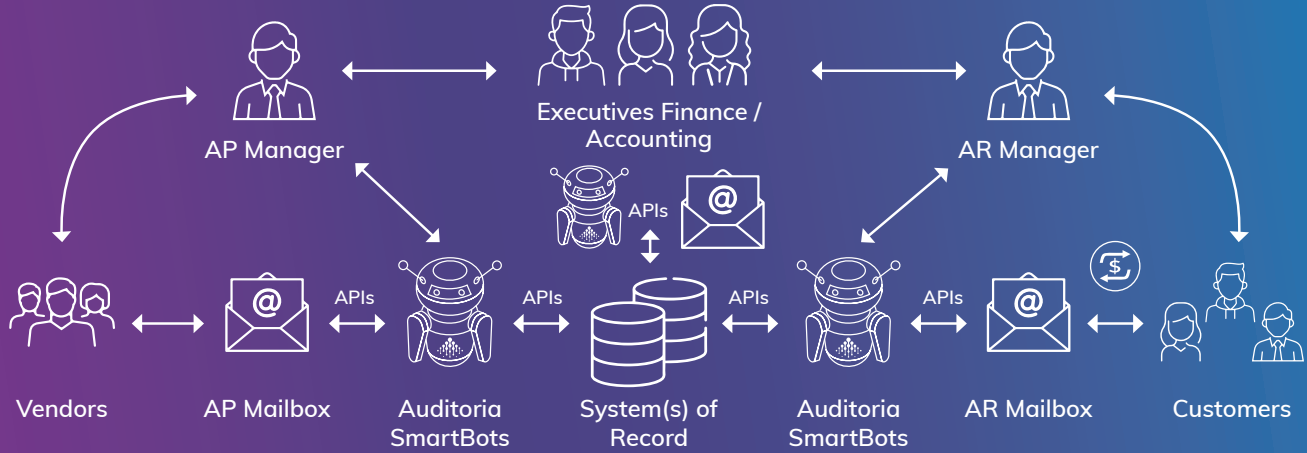 Executives Finance /
Accounting
AP Manager
AR Manager
@
APIs
@
$
@
APIs
APIs
APIs
APIs
@
Vendors
AP Mailbox
Auditoria
SmartBots
System(s) of
Record
Auditoria
SmartBots
AR Mailbox
Customers